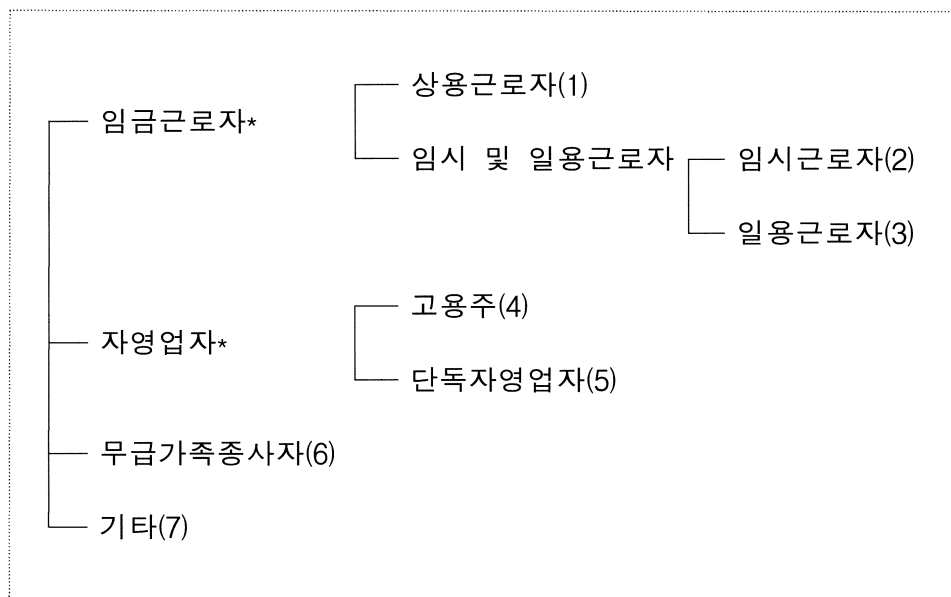 상용근로자(1)
임금근로자*
임시 및 일용근로자
임시근로자(2)
일용근로자(3)
고용주(4)
자영업자*
단독자영업자(5)
무급가족종사자(6)
기타(7)